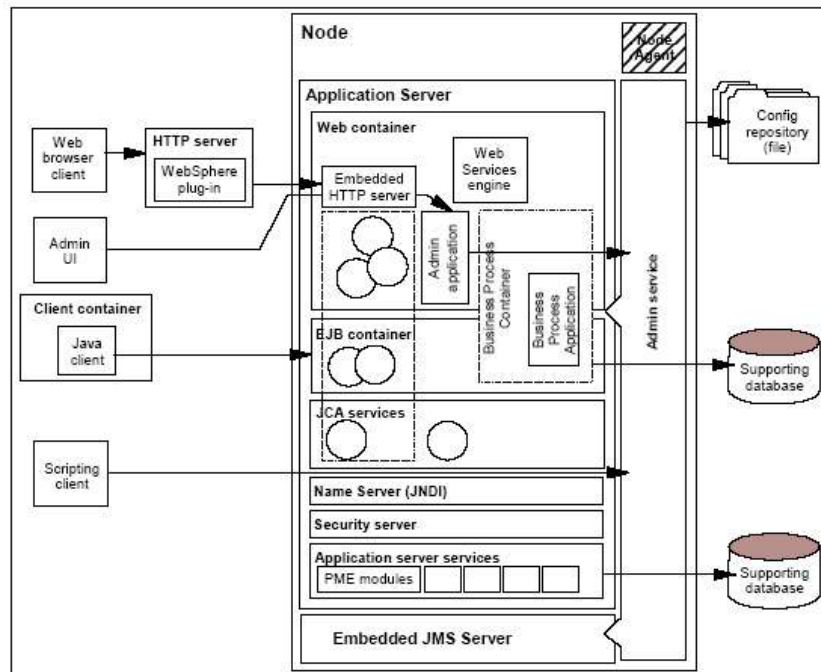 Node
Node
Agent
Application Server
Web container
Config
repository
(file)
Web
browser
client
HTTP server
WebSphere
plug-in
Embedded
HTTP server
Web
Services
engine
Admin
UI
Admin
application
Business Process
Container
Business
Process
Application
Admin service
Client container
Java
client
EJB container
Supporting
database
JCA services
Scripting
client
Name Server (JNDI)
Security server
Application server services
PME modules
Supporting
database
Embedded JMS Server